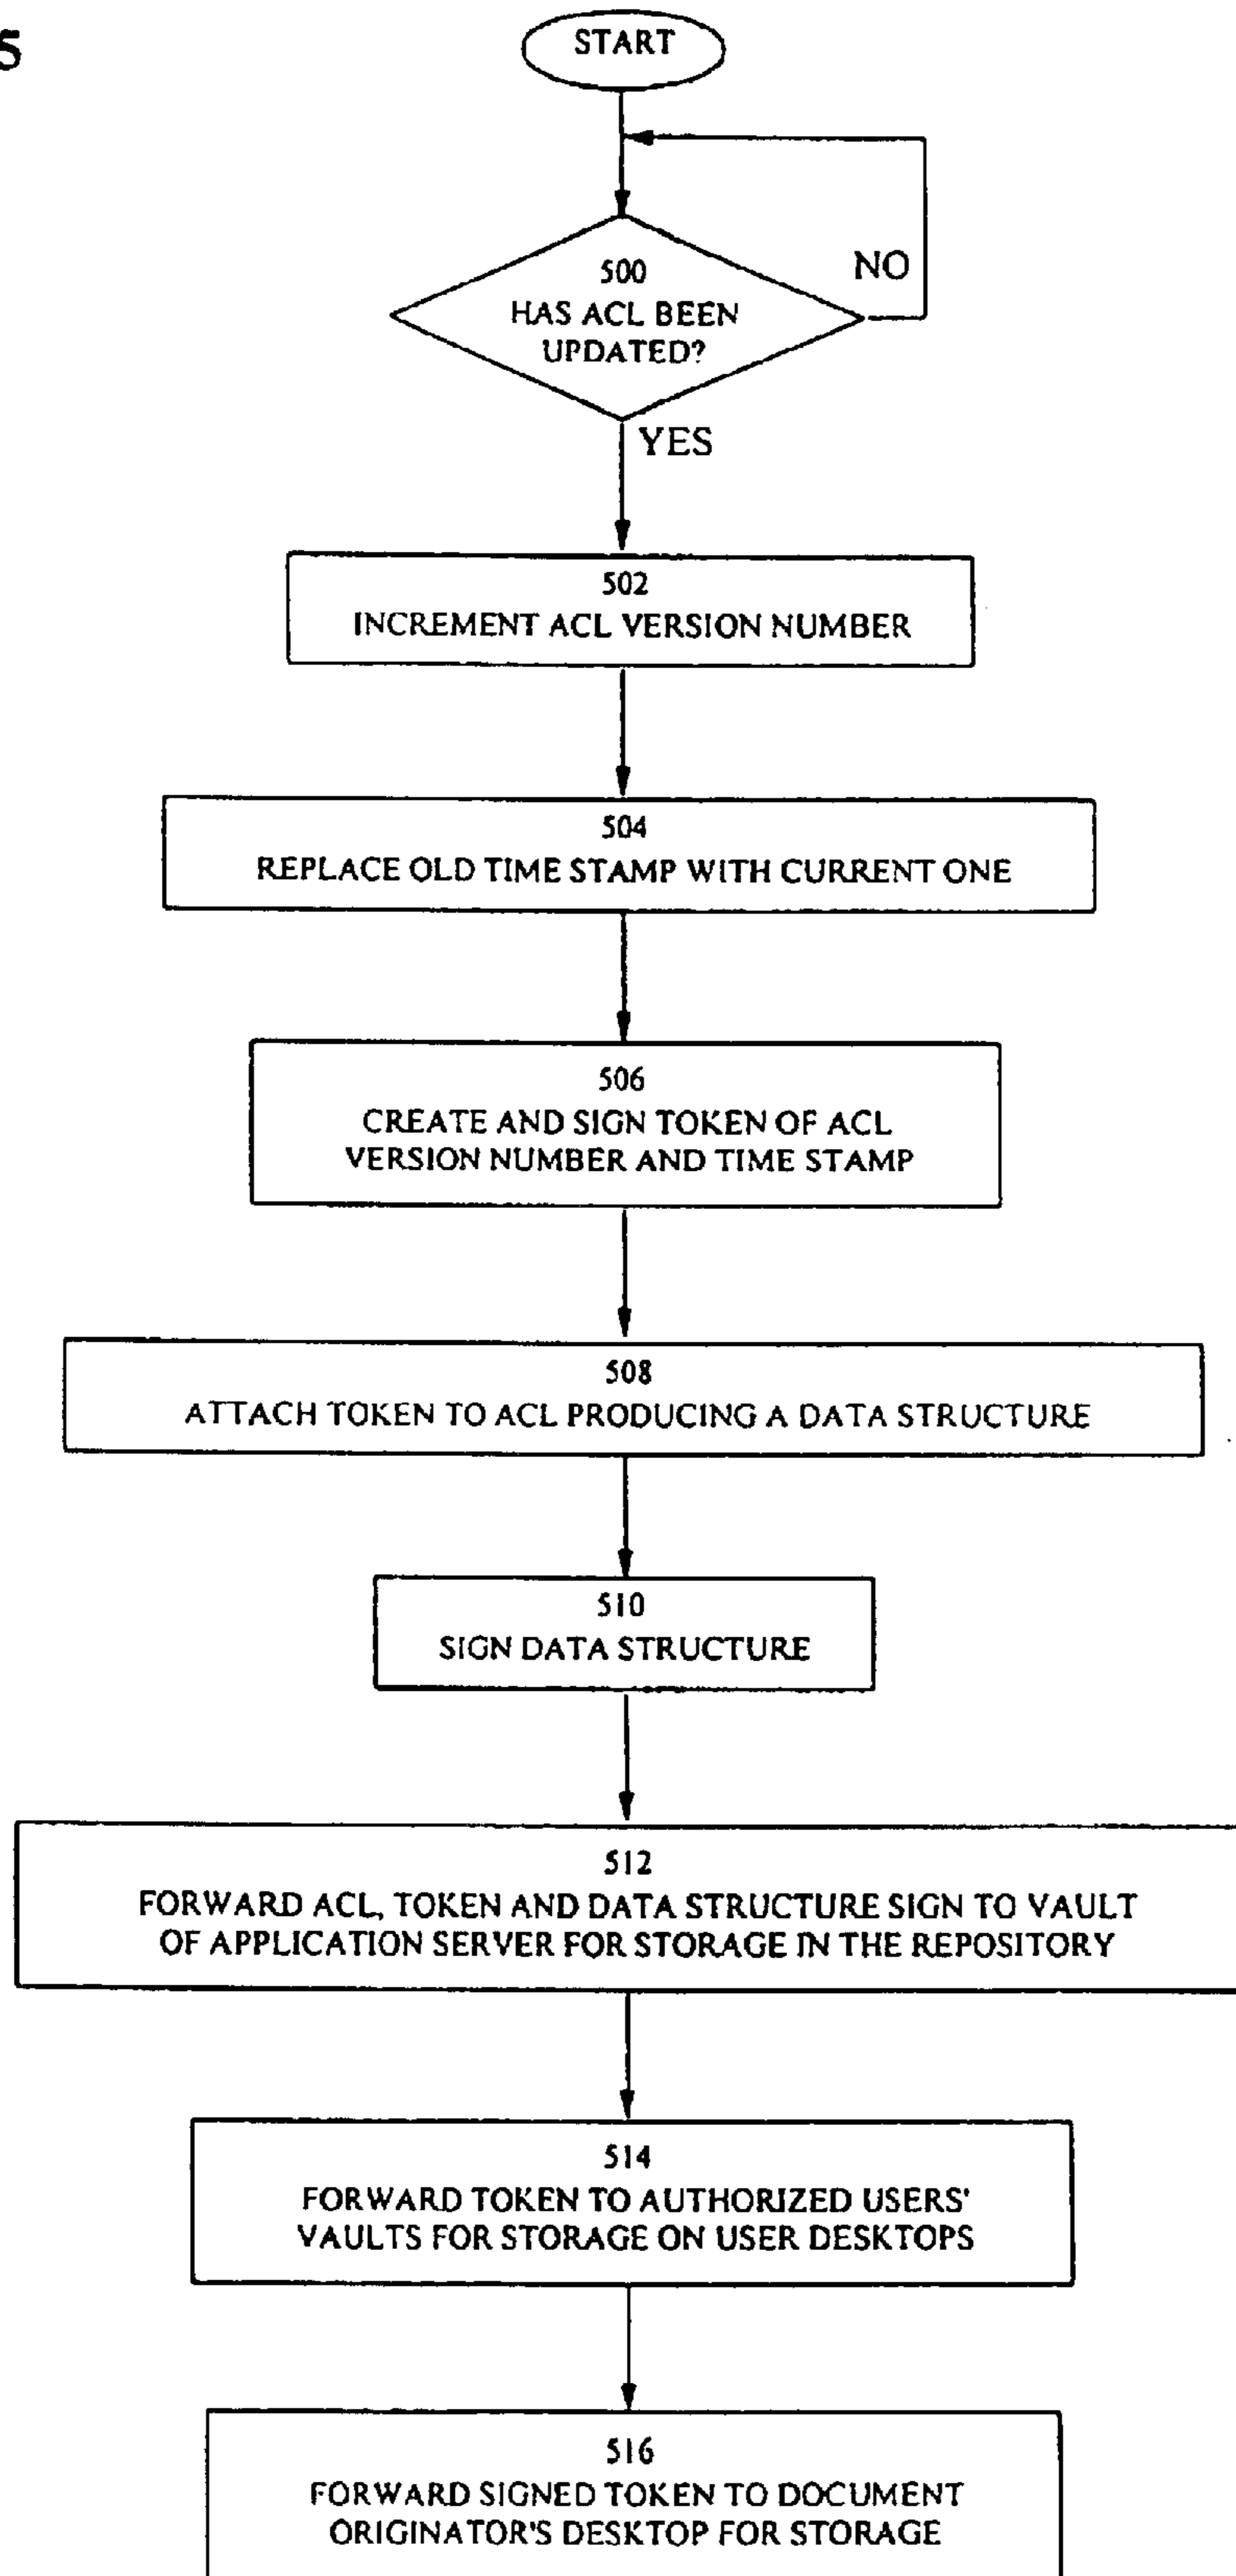 5
START
500
HAS ACL BEEN
UPDATED?
NO
YES
502
INCREMENT ACL VERSION NUMBER
504
REPLACE OLD TIME STAMP WITH CURRENT ONE
506
CREATE AND SIGN TOKEN OF ACL
VERSION NUMBER AND TIME STAMP
508
ATTACH TOKEN TO ACL PRODUCING A DATA STRUCTURE
510
SIGN DATA STRUCTURE
512
FORWARD ACL, TOKEN AND DATA STRUCTURE SIGN TO VAULT
OF APPLICATION SERVER FOR STORAGE IN THE REPOSITORY
514
FORWARD TOKEN TO AUTHORIZED USERS'
VAULTS FOR STORAGE ON USER DESKTOPS
516
FORWARD SIGNED TOKEN TO DOCUMENT
ORIGINATOR'S DESKTOP FOR STORAGE